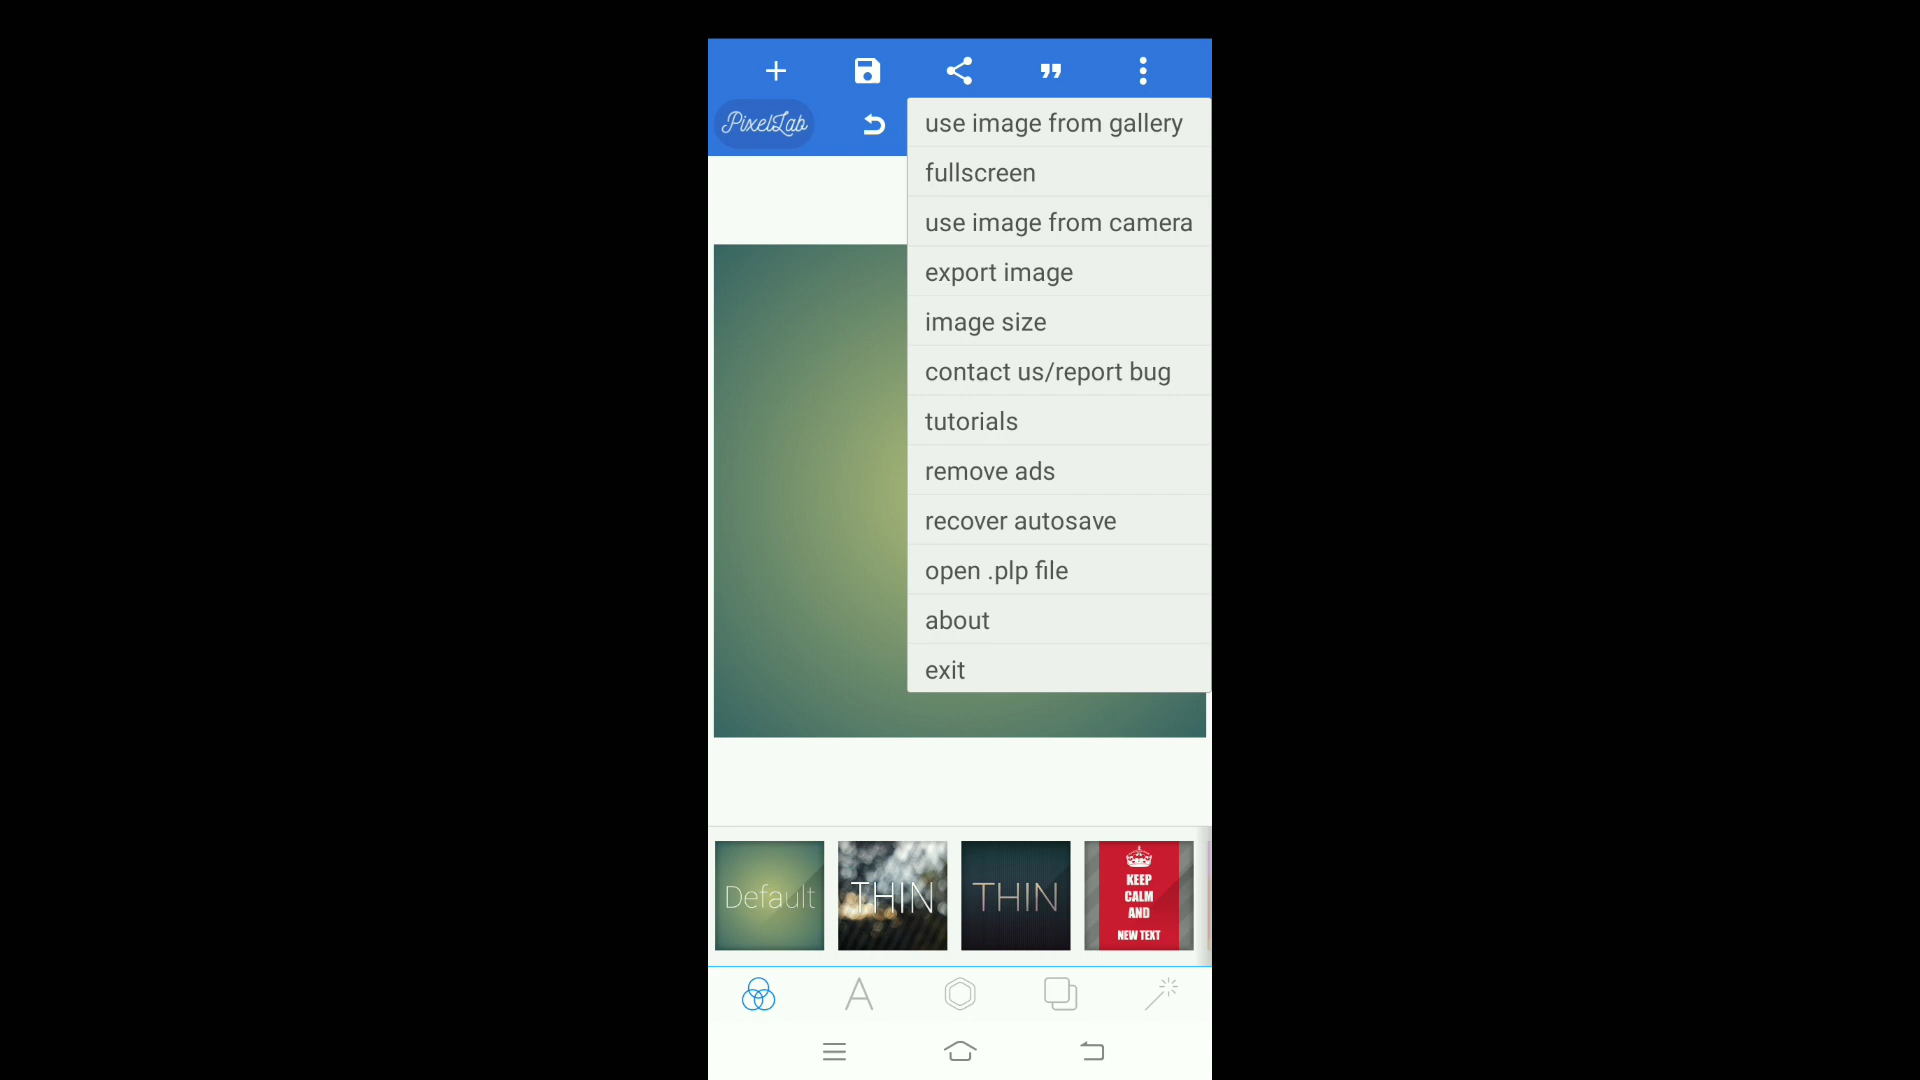 PixelLab
use image from gallery
fullscreen
use image from camera
export image
image size
contact us/report bug
tutorials
remove ads
recover autosave
open .plp file
about
exit
Default
THIN
THIN
KEEP
CALM
AND
NEW TEXT